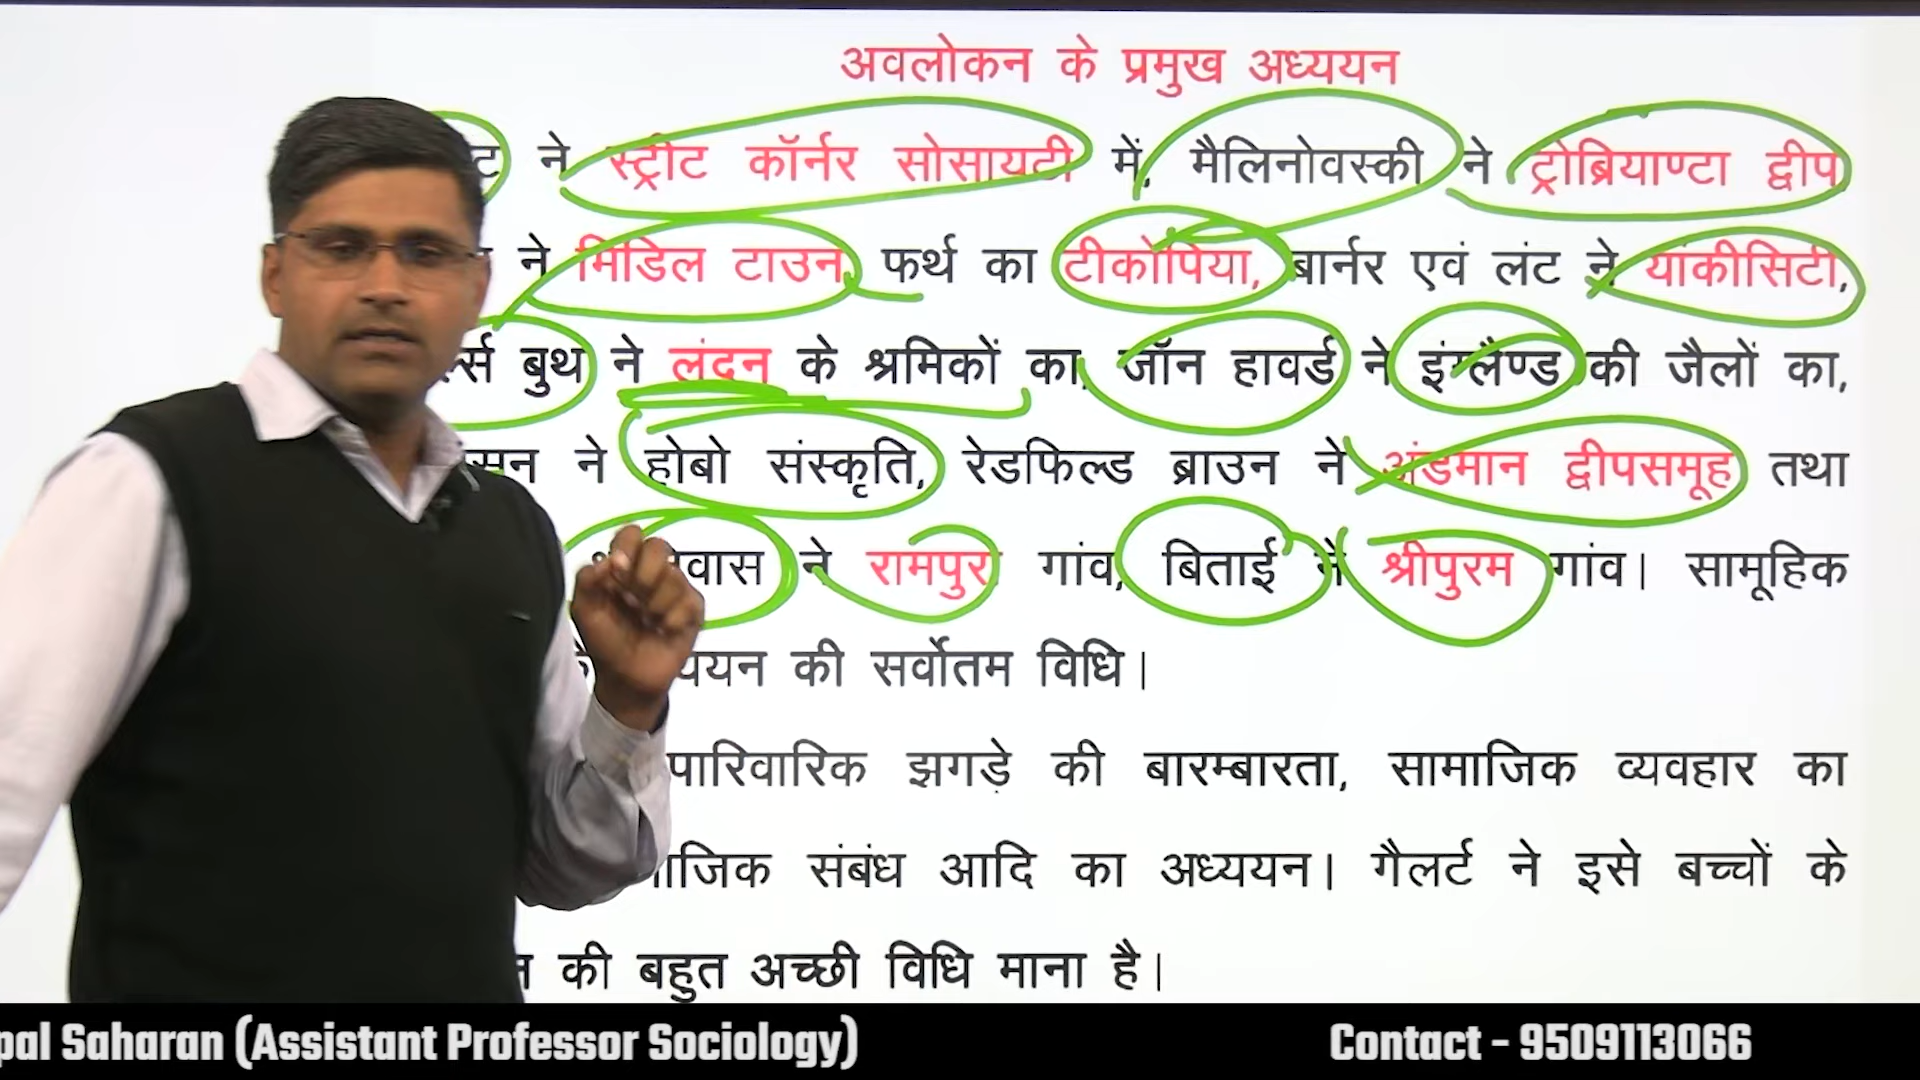 अवलोकन के प्रमुख अध्ययन
ने स्ट्रीट कॉर्नर सोसायटी में, मैलिनोवस्की ने ट्रोब्रियाण्टा द्वीप
ने मिडिल टाउन, फर्थ का टीकोपिया, बार्नर एवं लंट ने यांकीसिटी,
बुथ ने लंदन के श्रमिकों का, जॉन हावर्ड ने इंग्लैण्ड की जैलों का,
ने होबो संस्कृति, रेडफिल्ड ब्राउन ने अंडमान द्वीपसमूह तथा
ने रामपुर गांव, बिताई ने श्रीपुरम गांव। सामूहिक
की सर्वोतम विधि।
पारिवारिक झगड़े की बारम्बारता, सामाजिक व्यवहार का
संबंध आदि का अध्ययन। गैलर्ट ने इसे बच्चों के
की बहुत अच्छी विधि माना है।
Saharan (Assistant Professor Sociology) Contact - 9509113066